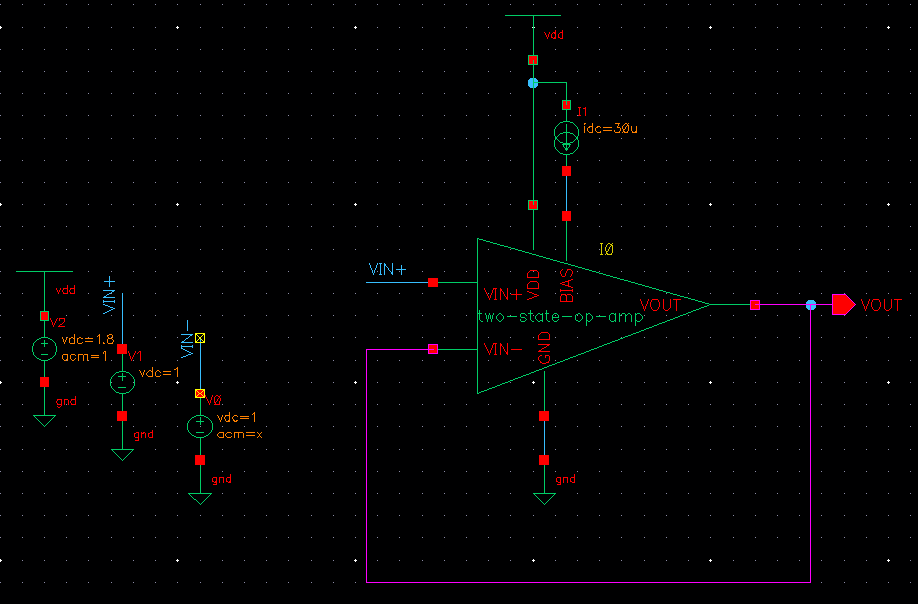 vdd
I1
idc=30u
I0
VIN+
VDD
BIAS
VIN+
VOUT
VOUT
two-state-op-amp
VIN-
GND
gnd
vdd
V2
vdc=1.8
acm=1
gnd
VIN+
V1
vdc=1
gnd
VIN-
V0
vdc=1
acm=x
gnd